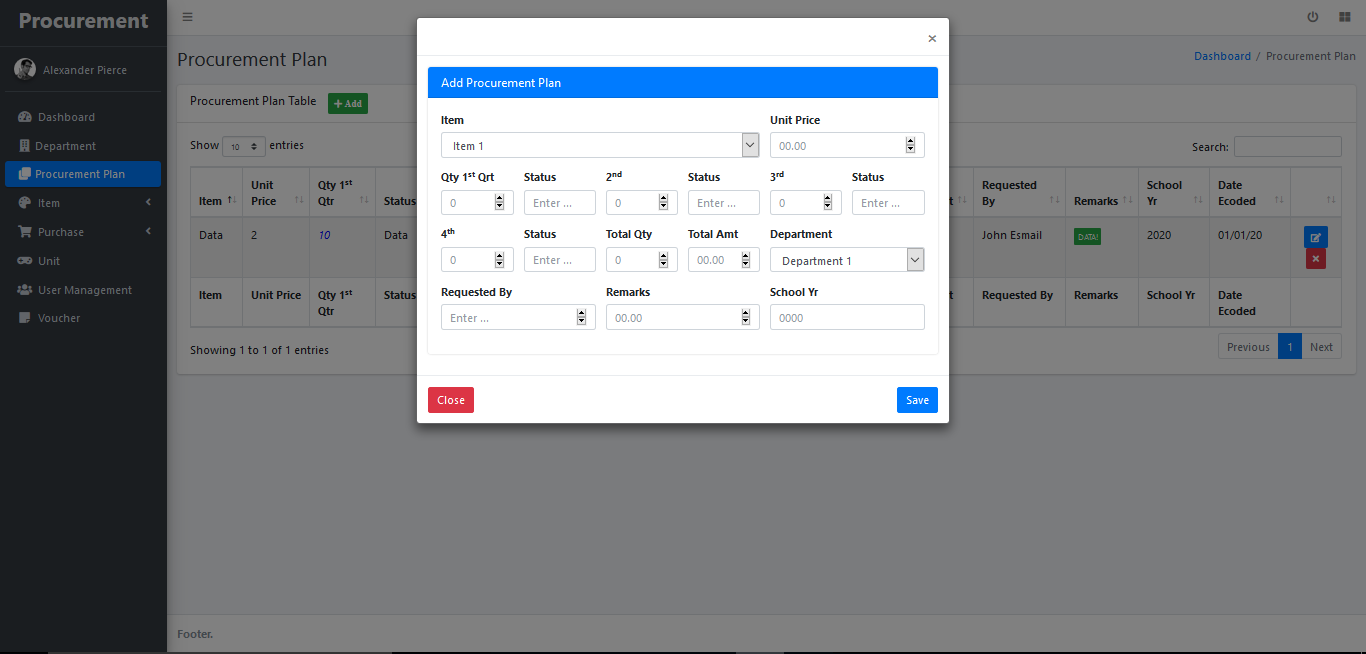 Procurement
Alexander Pierce
Dashboard
Department
Procurement Plan
Item
Purchase
Unit
User Management
Voucher
Procurement Plan
Dashboard / Procurement Plan
Procurement Plan Table + Add
Show 10 entries
Search:
Item Unit Price Qty 1st Qtr Status t Requested By Remarks School Yr Date Ecoded
Data 2 10 Data John Esmail DATA! 2020 01/01/20
Item Unit Price Qty 1st Qtr Status t Requested By Remarks School Yr Date Ecoded
Showing 1 to 1 of 1 entries
Previous 1 Next
Footer.
×
Add Procurement Plan
Item Unit Price
Item 1 00.00
Qty 1st Qrt Status 2nd Status 3rd Status
0 Enter ... 0 Enter ... 0 Enter ...
4th Status Total Qty Total Amt Department
0 Enter ... 0 00.00 Department 1
Requested By Remarks School Yr
Enter ... 00.00 0000
Close Save